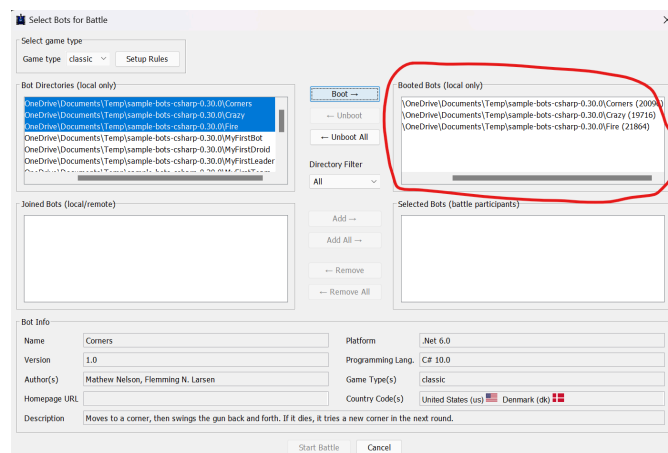 Select Bots for Battle
Select game type
Game type classic Setup Rules
Bot Directories (local only)
OneDrive\Documents\Temp\sample-bots-csharp-0.30.0\Corners
OneDrive\Documents\Temp\sample-bots-csharp-0.30.0\Crazy
OneDrive\Documents\Temp\sample-bots-csharp-0.30.0\Fire
OneDrive\Documents\Temp\sample-bots-csharp-0.30.0\MyFirstBot
OneDrive\Documents\Temp\sample-bots-csharp-0.30.0\MyFirstDroid
OneDrive\Documents\Temp\sample-bots-csharp-0.30.0\MyFirstLeader
OneDrive\Documents\Temp\sample-bots-csharp-0.30.0\MyFirstTeam
Boot →
← Unboot
← Unboot All
Directory Filter
All
Booted Bots (local only)
\OneDrive\Documents\Temp\sample-bots-csharp-0.30.0\Corners
\OneDrive\Documents\Temp\sample-bots-csharp-0.30.0\Crazy (19716)
\OneDrive\Documents\Temp\sample-bots-csharp-0.30.0\Fire (21864)
Joined Bots (local/remote)
Add →
Add All →
← Remove
← Remove All
Selected Bots (battle participants)
Bot Info
Name Corners Platform .Net 6.0
Version 1.0 Programming Lang. C# 10.0
Author(s) Mathew Nelson, Flemming N. Larsen Game Type(s) classic
Homepage URL Country Code(s) United States (us) Denmark (dk)
Description Moves to a corner, then swings the gun back and forth. If it dies, it tries a new corner in the next round.
Start Battle Cancel